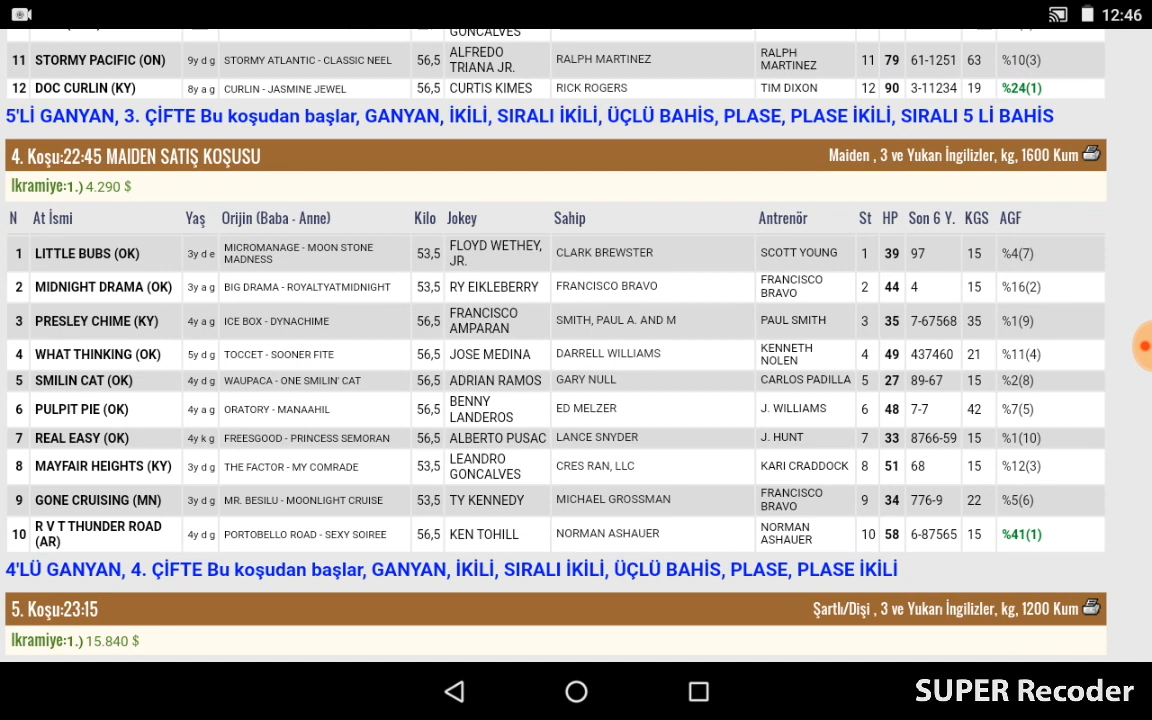 12:46
GONCALVES
11 STORMY PACIFIC (ON) 9y d g STORMY ATLANTIC - CLASSIC NEEL 56,5 ALFREDO TRIANA JR. RALPH MARTINEZ RALPH MARTINEZ 11 79 61-1251 63 %10(3)
12 DOC CURLIN (KY) 8y a g CURLIN - JASMINE JEWEL 56,5 CURTIS KIMES RICK ROGERS TIM DIXON 12 90 3-11234 19 %24(1)
5'Lİ GANYAN, 3. ÇİFTE Bu koşudan başlar, GANYAN, İKİLİ, SIRALI İKİLİ, ÜÇLÜ BAHİS, PLASE, PLASE İKİLİ, SIRALI 5 Lİ BAHİS
4. Koşu:22:45 MAIDEN SATIŞ KOŞUSU Maiden , 3 ve Yukarı İngilizler, kg, 1600 Kum
Ikramiye:1.) 4.290 $
N At İsmi Yaş Orijin (Baba - Anne) Kilo Jokey Sahip Antrenör St HP Son 6 Y. KGS AGF
1 LITTLE BUBS (OK) 3y d e MICROMANAGE - MOON STONE MADNESS 53,5 FLOYD WETHEY, JR. CLARK BREWSTER SCOTT YOUNG 1 39 97 15 %4(7)
2 MIDNIGHT DRAMA (OK) 3y a g BIG DRAMA - ROYALTYATMIDNIGHT 53,5 RY EIKLEBERRY FRANCISCO BRAVO FRANCISCO BRAVO 2 44 4 15 %16(2)
3 PRESLEY CHIME (KY) 4y a g ICE BOX - DYNACHIME 56,5 FRANCISCO AMPARAN SMITH, PAUL A. AND M PAUL SMITH 3 35 7-67568 35 %1(9)
4 WHAT THINKING (OK) 5y d g TOCCET - SOONER FITE 56,5 JOSE MEDINA DARRELL WILLIAMS KENNETH NOLEN 4 49 437460 21 %11(4)
5 SMILIN CAT (OK) 4y d g WAUPACA - ONE SMILIN' CAT 56,5 ADRIAN RAMOS GARY NULL CARLOS PADILLA 5 27 89-67 15 %2(8)
6 PULPIT PIE (OK) 4y a g ORATORY - MANAAHIL 56,5 BENNY LANDEROS ED MELZER J. WILLIAMS 6 48 7-7 42 %7(5)
7 REAL EASY (OK) 4y k g FREESGOOD - PRINCESS SEMORAN 56,5 ALBERTO PUSAC LANCE SNYDER J. HUNT 7 33 8766-59 15 %1(10)
8 MAYFAIR HEIGHTS (KY) 3y d g THE FACTOR - MY COMRADE 53,5 LEANDRO GONCALVES CRES RAN, LLC KARI CRADDOCK 8 51 68 15 %12(3)
9 GONE CRUISING (MN) 3y d g MR. BESILU - MOONLIGHT CRUISE 53,5 TY KENNEDY MICHAEL GROSSMAN FRANCISCO BRAVO 9 34 776-9 22 %5(6)
10 R V T THUNDER ROAD (AR) 4y d g PORTOBELLO ROAD - SEXY SOIREE 56,5 KEN TOHILL NORMAN ASHAUER NORMAN ASHAUER 10 58 6-87565 15 %41(1)
4'LÜ GANYAN, 4. ÇİFTE Bu koşudan başlar, GANYAN, İKİLİ, SIRALI İKİLİ, ÜÇLÜ BAHİS, PLASE, PLASE İKİLİ
5. Koşu:23:15 Şartlı/Dişi , 3 ve Yukarı İngilizler, kg, 1200 Kum
Ikramiye:1.) 15.840 $
SUPER Recoder